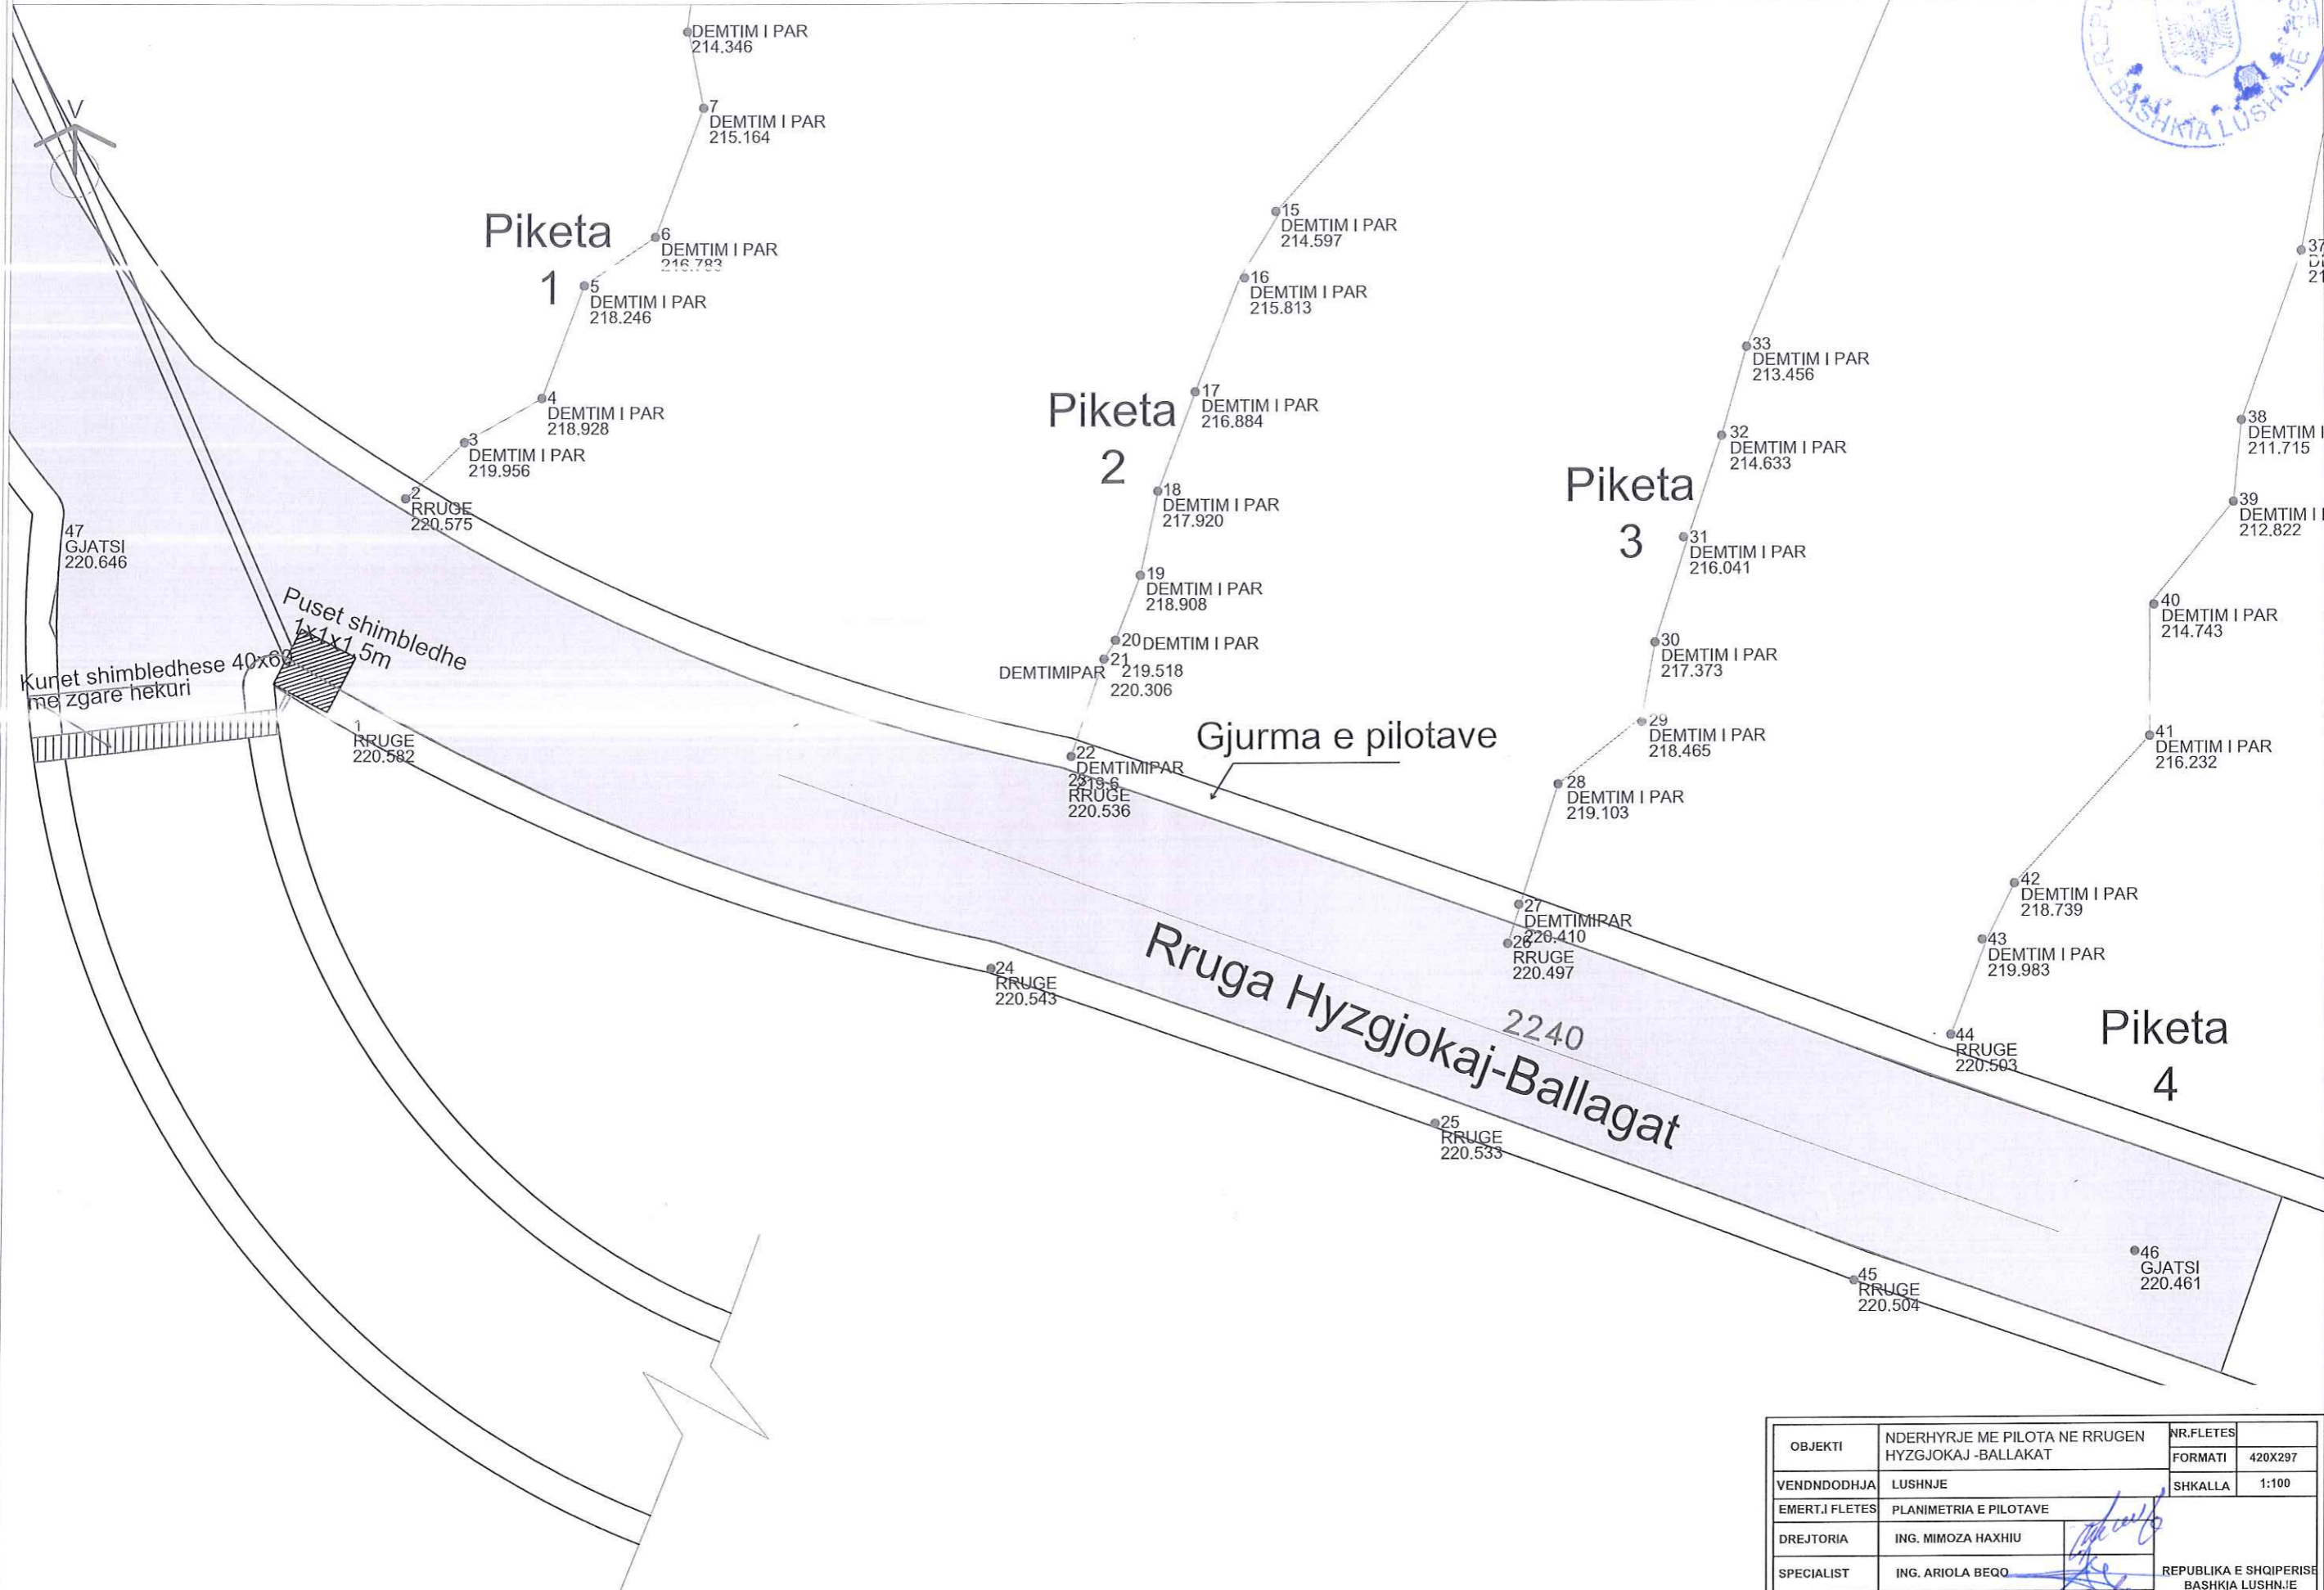 DEMTIM I PAR
214.346
7
DEMTIM I PAR
215.164
V
BASHKIA LUSHNJE
Piketa
1
6
DEMTIM I PAR
216.783
5
DEMTIM I PAR
218.246
4
DEMTIM I PAR
218.928
3
DEMTIM I PAR
219.956
2
RRUGE
220.575
15
DEMTIM I PAR
214.597
16
DEMTIM I PAR
215.813
Piketa
2
17
DEMTIM I PAR
216.884
18
DEMTIM I PAR
217.920
19
DEMTIM I PAR
218.908
20 DEMTIM I PAR
21
DEMTIMIPAR 219.518
220.306
22
DEMTIMIPAR
219.6
23
RRUGE
220.536
33
DEMTIM I PAR
213.456
32
DEMTIM I PAR
214.633
Piketa
3
31
DEMTIM I PAR
216.041
30
DEMTIM I PAR
217.373
29
DEMTIM I PAR
218.465
28
DEMTIM I PAR
219.103
27
DEMTIMIPAR
220.410
26
RRUGE
220.497
37
38
DEMTIM I
211.715
39
DEMTIM I
212.822
40
DEMTIM I PAR
214.743
41
DEMTIM I PAR
216.232
42
DEMTIM I PAR
218.739
43
DEMTIM I PAR
219.983
44
RRUGE
220.503
Piketa
4
47
GJATSI
220.646
Puset shimbledhe
1x1x1,5m
Kunet shimbledhese 40x60
me zgare hekuri
1
RRUGE
220.582
Gjurma e pilotave
24
RRUGE
220.543
Rruga Hyzgjokaj-Ballagat
2240
25
RRUGE
220.533
45
RRUGE
220.504
46
GJATSI
220.461
OBJEKTI
NDERHYRJE ME PILOTA NE RRUGEN
HYZGJOKAJ -BALLAKAT
NR.FLETES
FORMATI 420X297
VENDNDODHJA LUSHNJE
SHKALLA 1:100
EMERT.I FLETES PLANIMETRIA E PILOTAVE
DREJTORIA ING. MIMOZA HAXHIU
SPECIALIST ING. ARIOLA BEQO
REPUBLIKA E SHQIPERISE
BASHKIA LUSHNJE